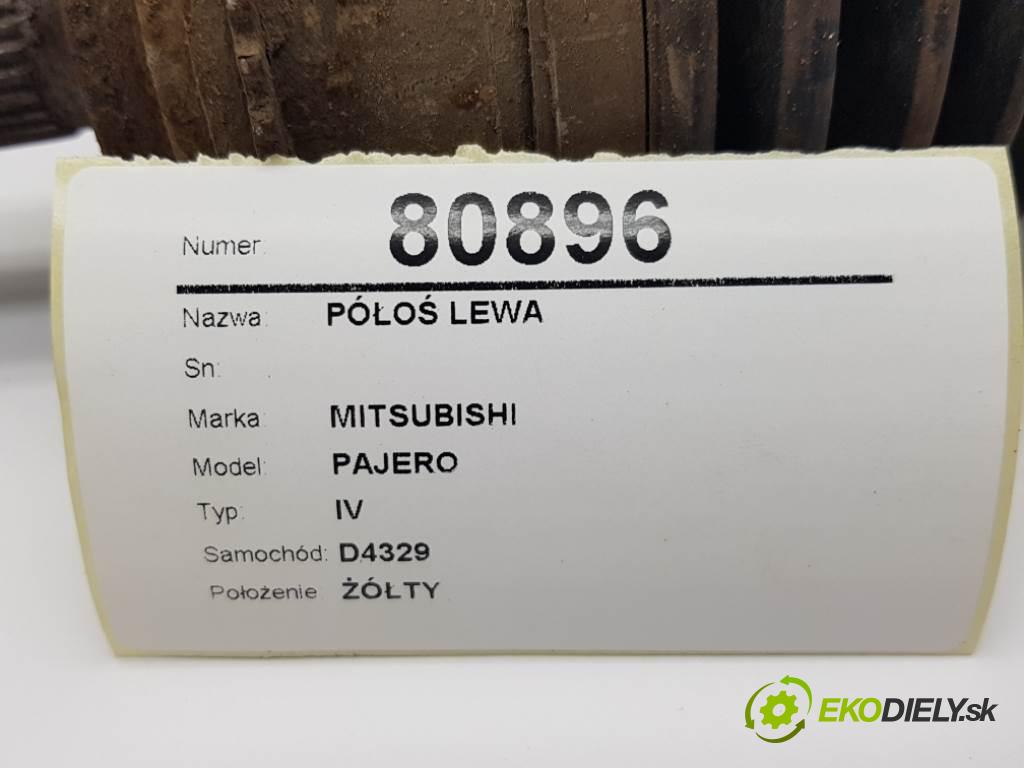 Numer: 80896
Nazwa: PÓŁOŚ LEWA
Sn:
Marka: MITSUBISHI
Model: PAJERO
Typ: IV
Samochód: D4329
Położenie ŻÓŁTY
EKODIELY.sk